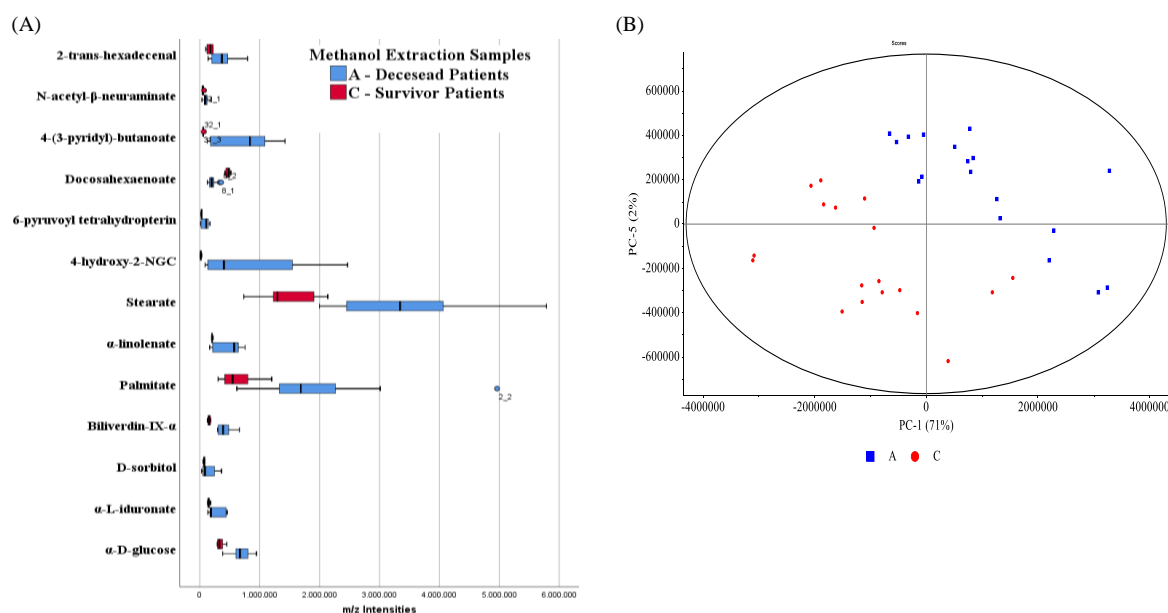 (A)
Methanol Extraction Samples
A - Decesead Patients
C - Survivor Patients
2-trans-hexadecenal
N-acetyl-β-neuraminate
4-(3-pyridyl)-butanoate
32_1
Docosahexaenoate
6_1
6-pyruvoyl tetrahydropterin
4-hydroxy-2-NGC
Stearate
α-linolenate
Palmitate
2_2
Biliverdin-IX-α
D-sorbitol
α-L-iduronate
α-D-glucose
0 1.000.000 2.000.000 3.000.000 4.000.000 5.000.000 6.000.000
m/z Intensities
(B)
Scores
PC-5 (2%)
600000
400000
200000
0
-200000
-400000
-600000
-4000000 -2000000 0 2000000 4000000
PC-1 (71%)
A C